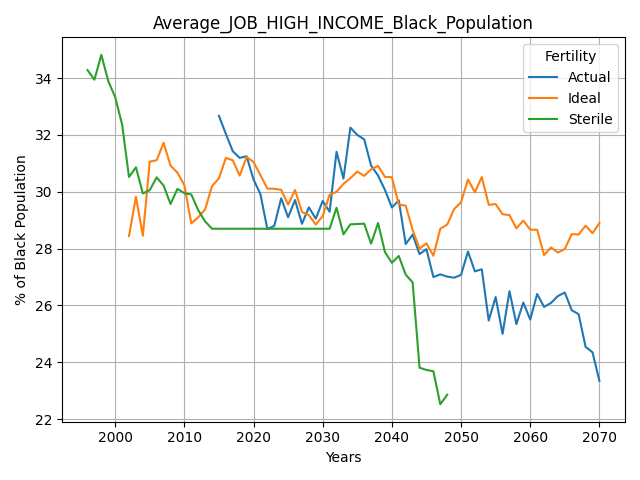 Average_JOB_HIGH_INCOME_Black_Population
Fertility
Actual
Ideal
Sterile
% of Black Population
34
32
30
28
26
24
22
2000 2010 2020 2030 2040 2050 2060 2070
Years